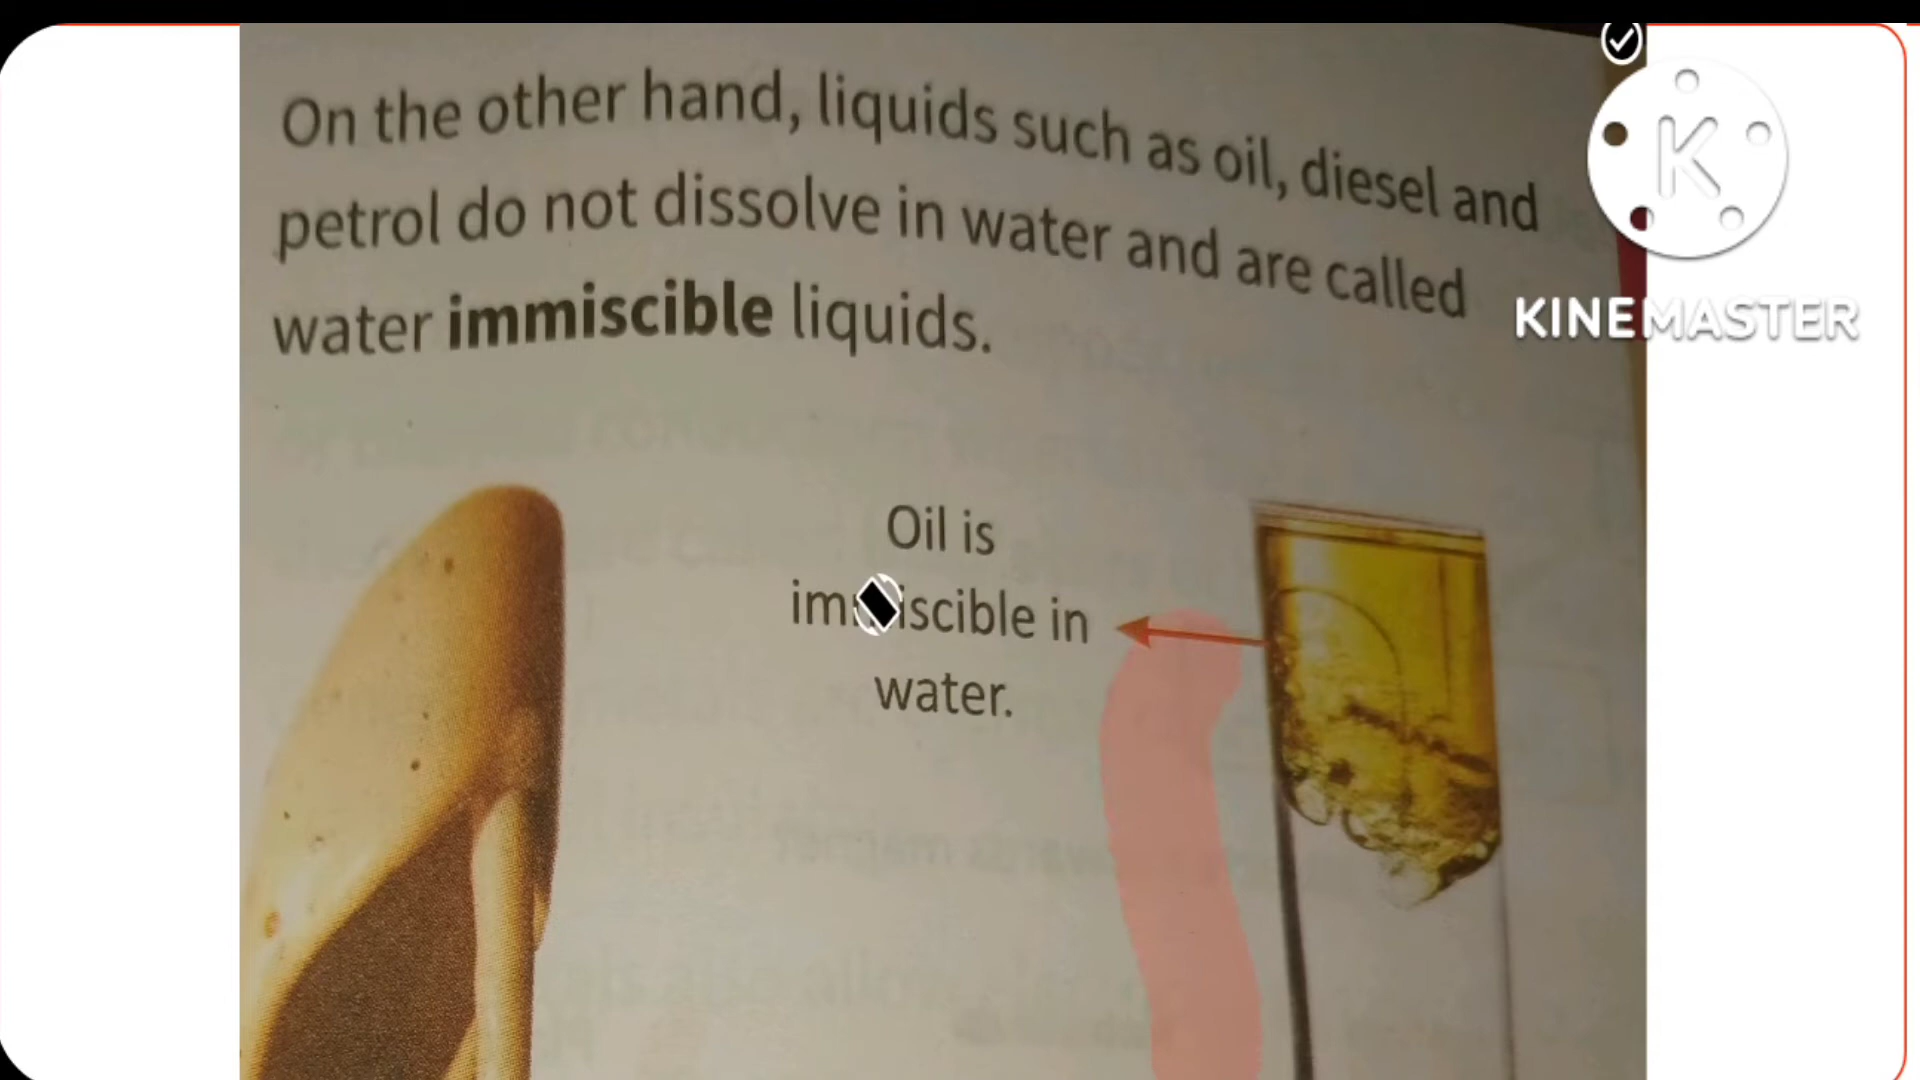 On the other hand, liquids such as oil, diesel and
petrol do not dissolve in water and are called
water immiscible liquids.
Oil is
immiscible in
water.
KINEMASTER